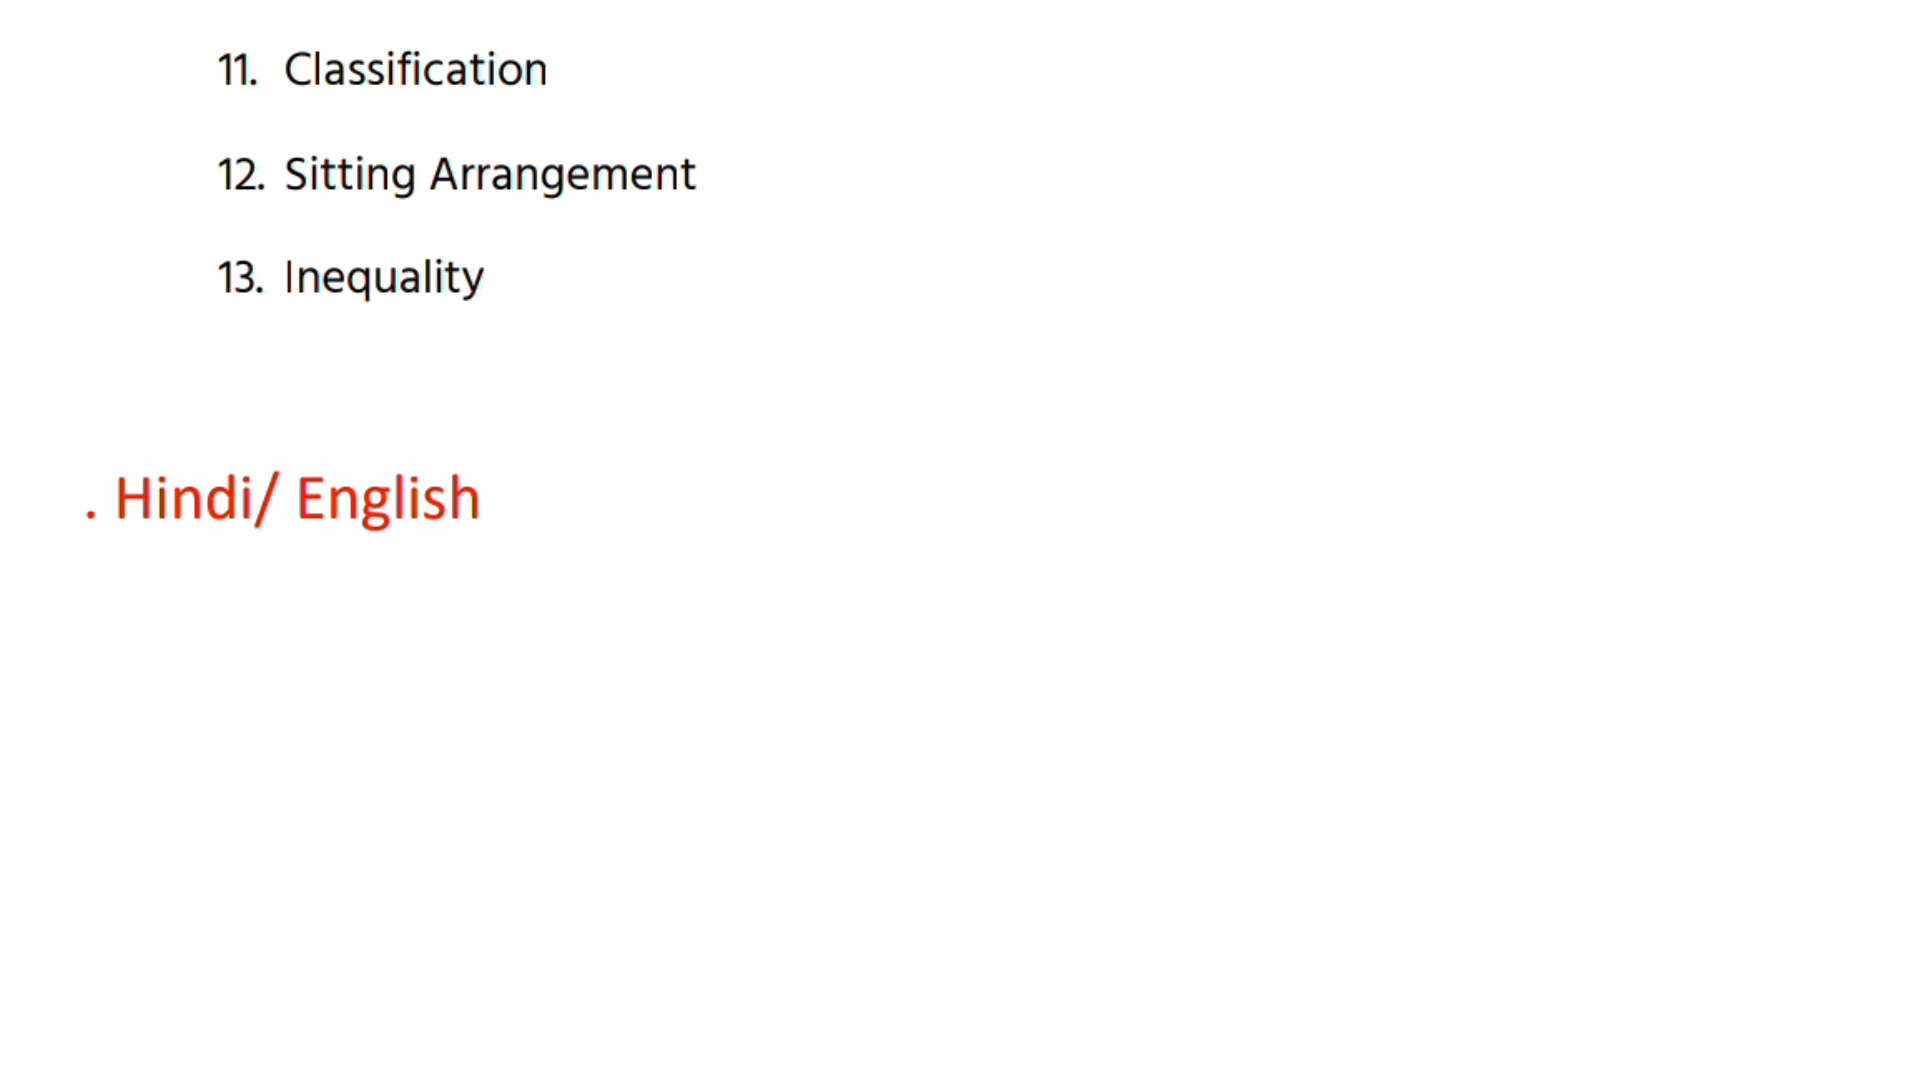 11. Classification
12. Sitting Arrangement
13. Inequality
. Hindi/ English